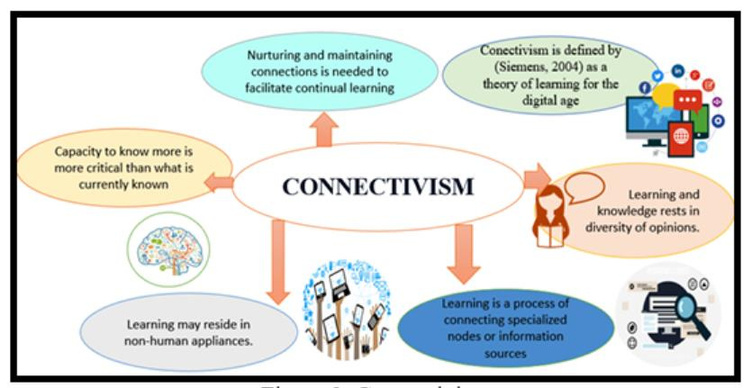 Nurturing and maintaining
connections is needed to
facilitate continual learning
Conectivism is defined by
(Siemens, 2004) as a
theory of learning for the
digital age
Capacity to know more is
more critical than what is
currently known
CONNECTIVISM
Learning and
knowledge rests in
diversity of opinions.
Learning may reside in
non-human appliances.
Learning is a process of
connecting specialized
nodes or information
sources